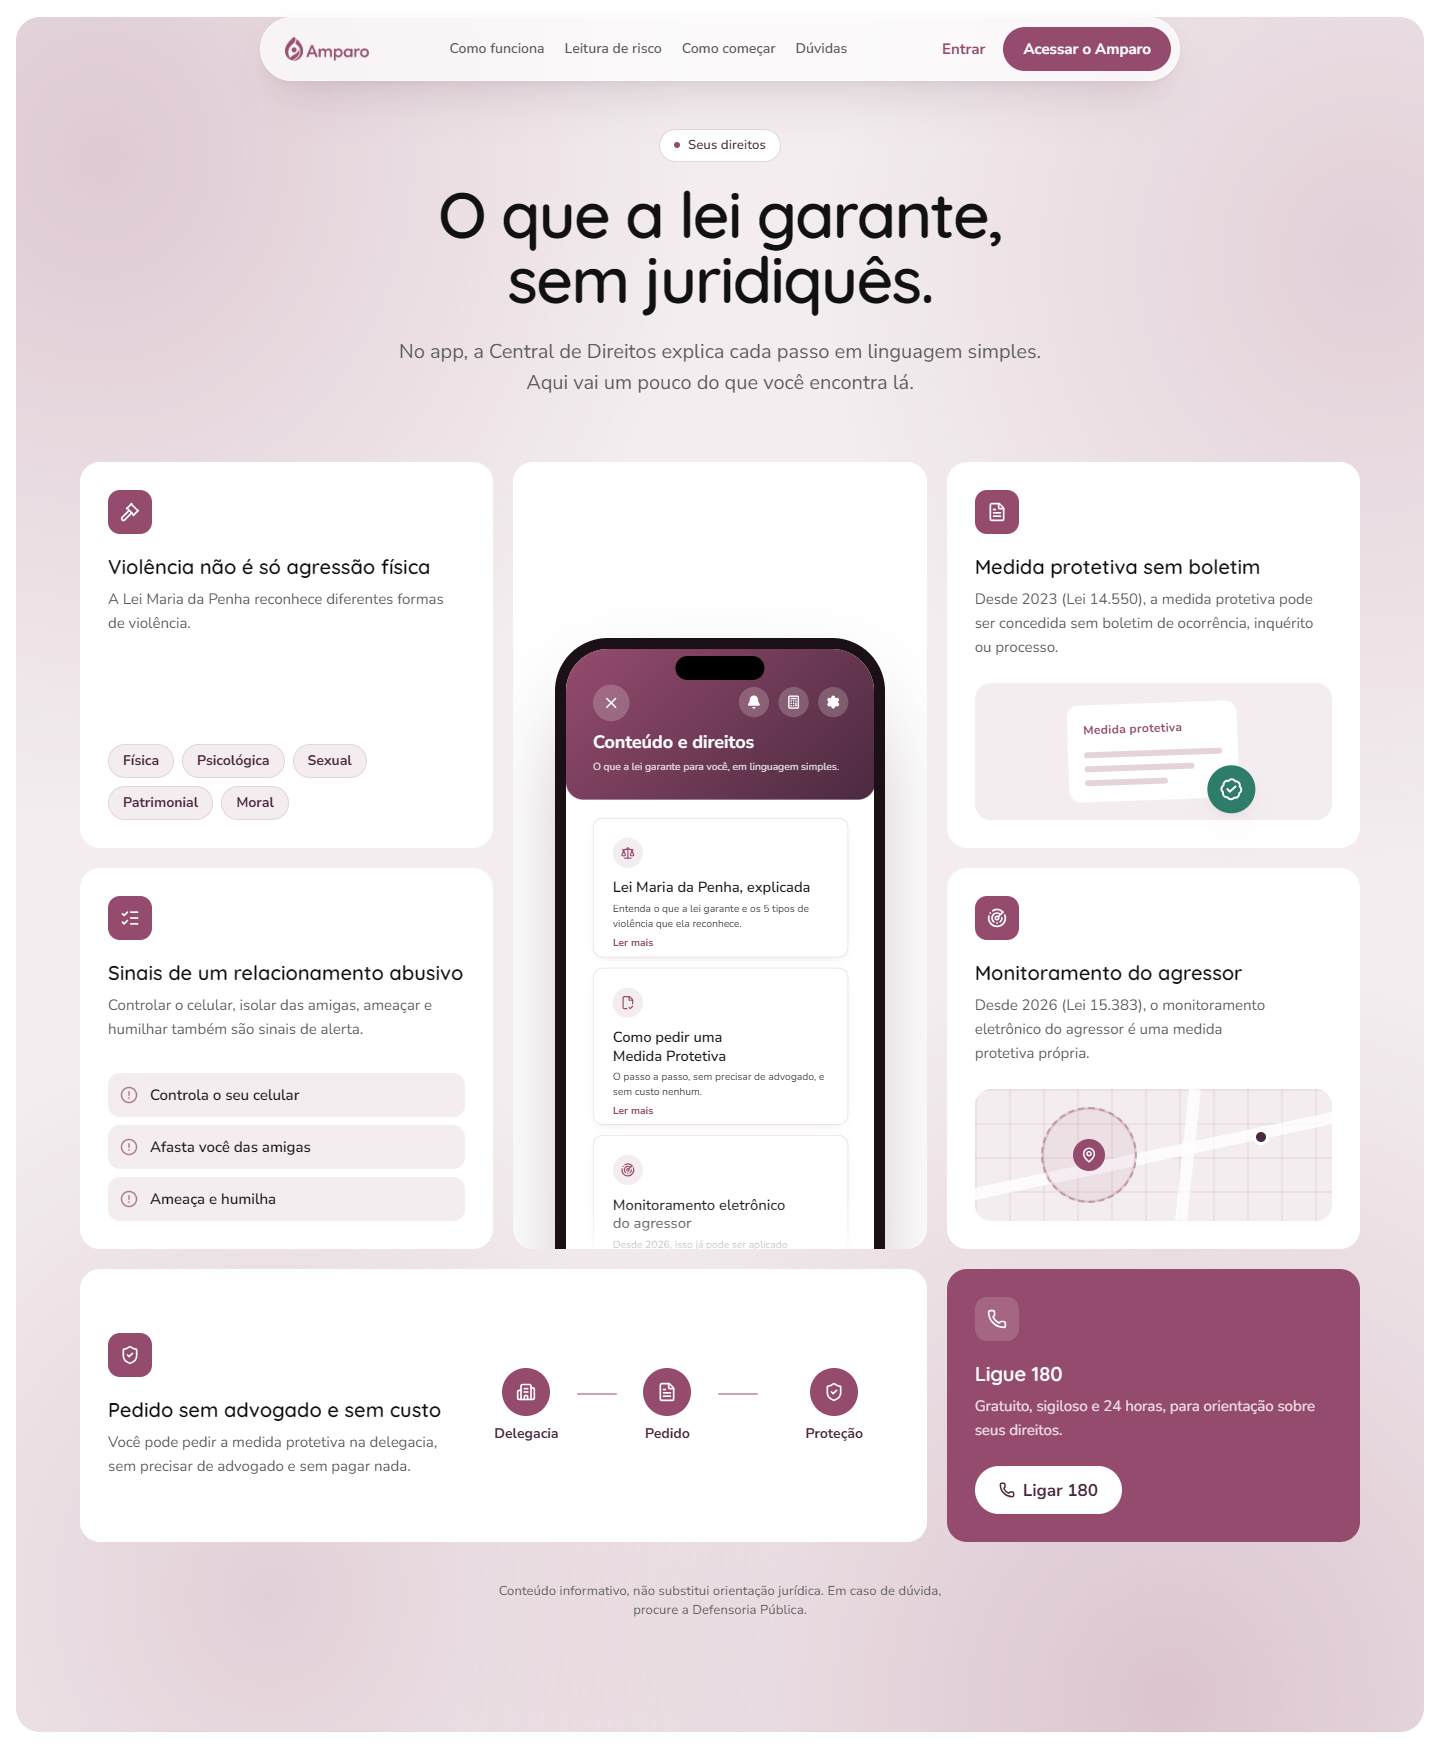 Amparo
Como funciona
Leitura de risco
Como começar
Dúvidas
Entrar
Acessar o Amparo
Seus direitos
O que a lei garante,
sem juridiquês.
No app, a Central de Direitos explica cada passo em linguagem simples.
Aqui vai um pouco do que você encontra lá.
Violência não é só agressão física
A Lei Maria da Penha reconhece diferentes formas
de violência.
Física
Psicológica
Sexual
Patrimonial
Moral
Conteúdo e direitos
O que a lei garante para você, em linguagem simples.
Lei Maria da Penha, explicada
Entenda o que a lei garante e os 5 tipos de
violência que ela reconhece.
Ler mais
Como pedir uma
Medida Protetiva
O passo a passo, sem precisar de advogado, e
sem custo nenhum.
Ler mais
Monitoramento eletrônico
do agressor
Desde 2026, isso já pode ser aplicado
Medida protetiva sem boletim
Desde 2023 (Lei 14.550), a medida protetiva pode
ser concedida sem boletim de ocorrência, inquérito
ou processo.
Medida protetiva
Sinais de um relacionamento abusivo
Controlar o celular, isolar das amigas, ameaçar e
humilhar também são sinais de alerta.
Controla o seu celular
Afasta você das amigas
Ameaça e humilha
Monitoramento do agressor
Desde 2026 (Lei 15.383), o monitoramento
eletrônico do agressor é uma medida
protetiva própria.
Pedido sem advogado e sem custo
Você pode pedir a medida protetiva na delegacia,
sem precisar de advogado e sem pagar nada.
Delegacia
Pedido
Proteção
Ligue 180
Gratuito, sigiloso e 24 horas, para orientação sobre
seus direitos.
Ligar 180
Conteúdo informativo, não substitui orientação jurídica. Em caso de dúvida,
procure a Defensoria Pública.